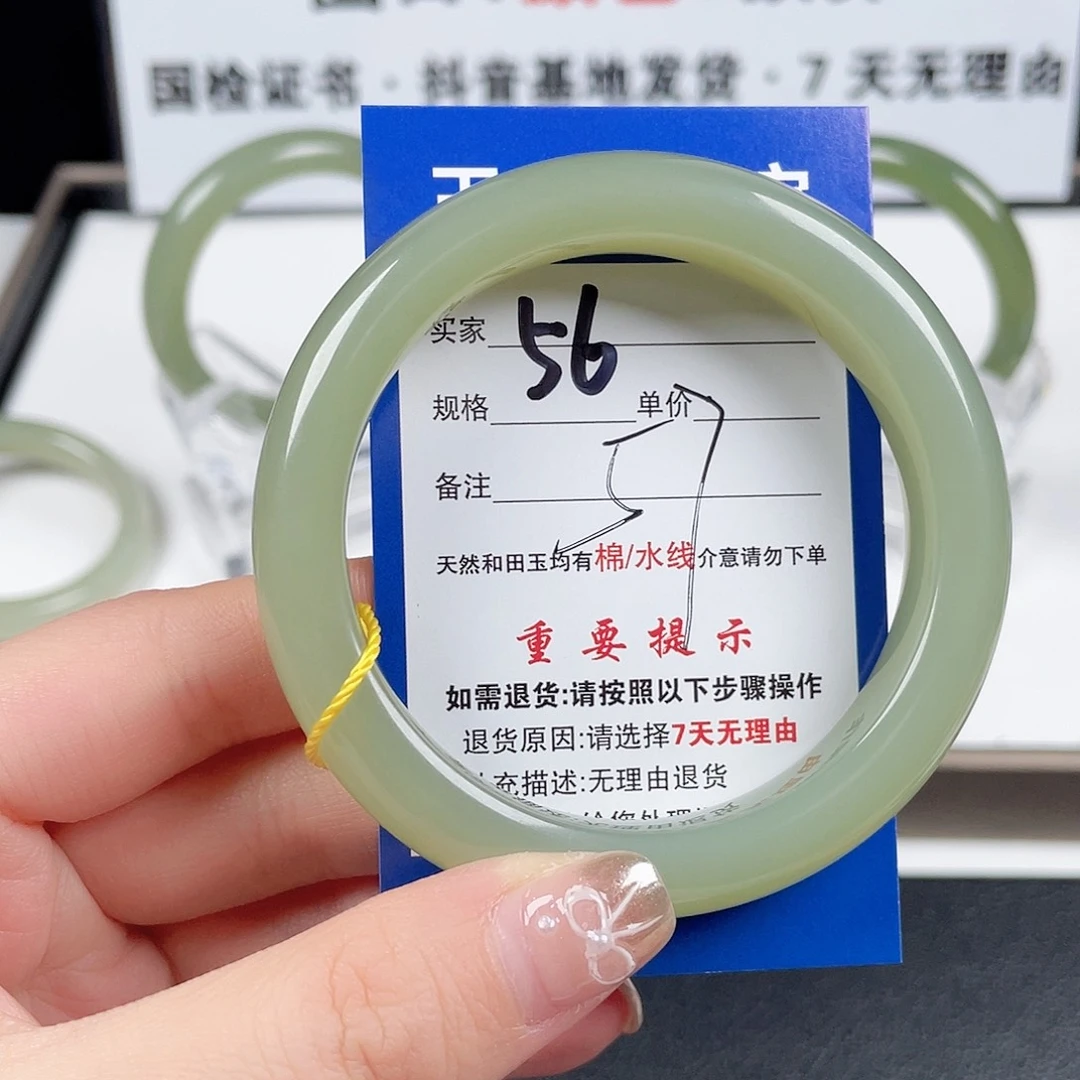 国检证书·抖音基地发货·7天无理由
买家
56
规格 单价
57
备注
天然和田玉均有棉/水线介意请勿下单
重要提示
如需退货:请按照以下步骤操作
退货原因:请选择7天无理由
充描述:无理由退货